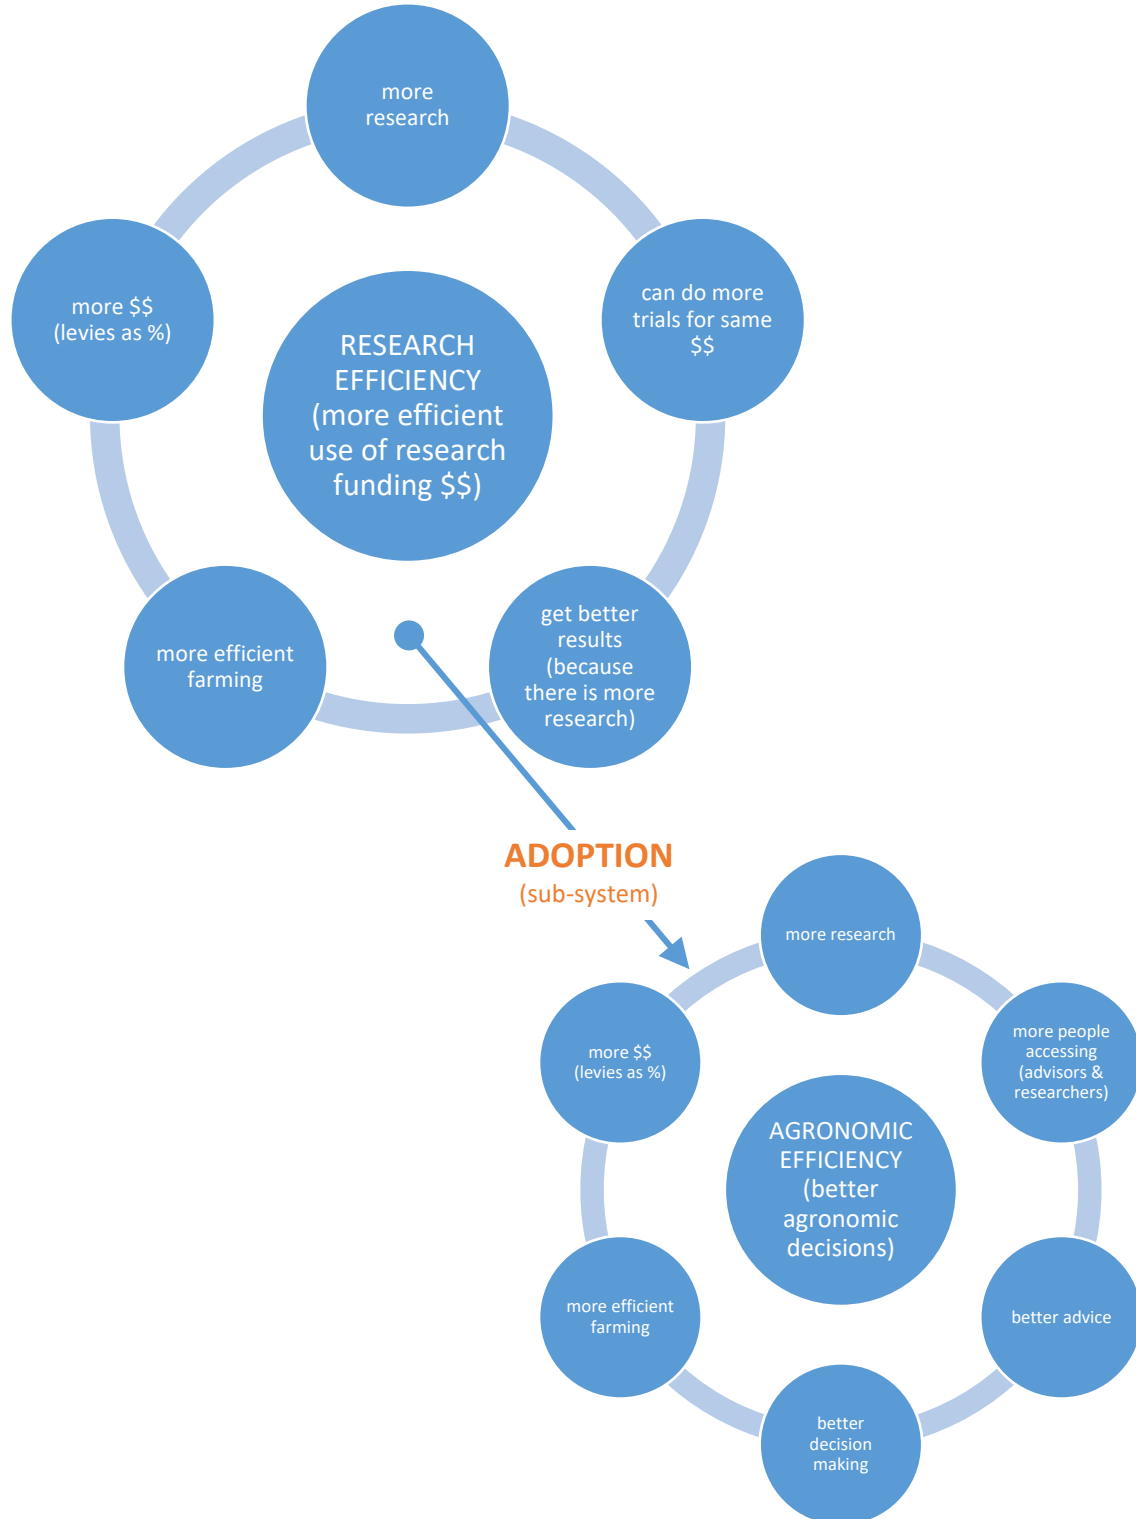 more
research
more $$
(levies as %)
can do more
trials for same
$$
RESEARCH
EFFICIENCY
(more efficient
use of research
funding $$)
more efficient
farming
get better
results
(because
there is more
research)
ADOPTION
(sub-system)
more research
more $$
(levies as %)
more people
accessing
(advisors &
researchers)
AGRONOMIC
EFFICIENCY
(better
agronomic
decisions)
more efficient
farming
better advice
better
decision
making